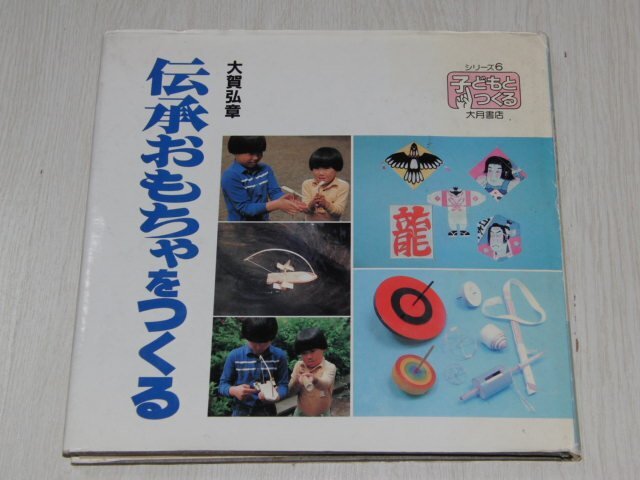 シリーズ6
子どもと
つくる
大月書店
大賀弘章
伝承おもちゃをつくる
龍